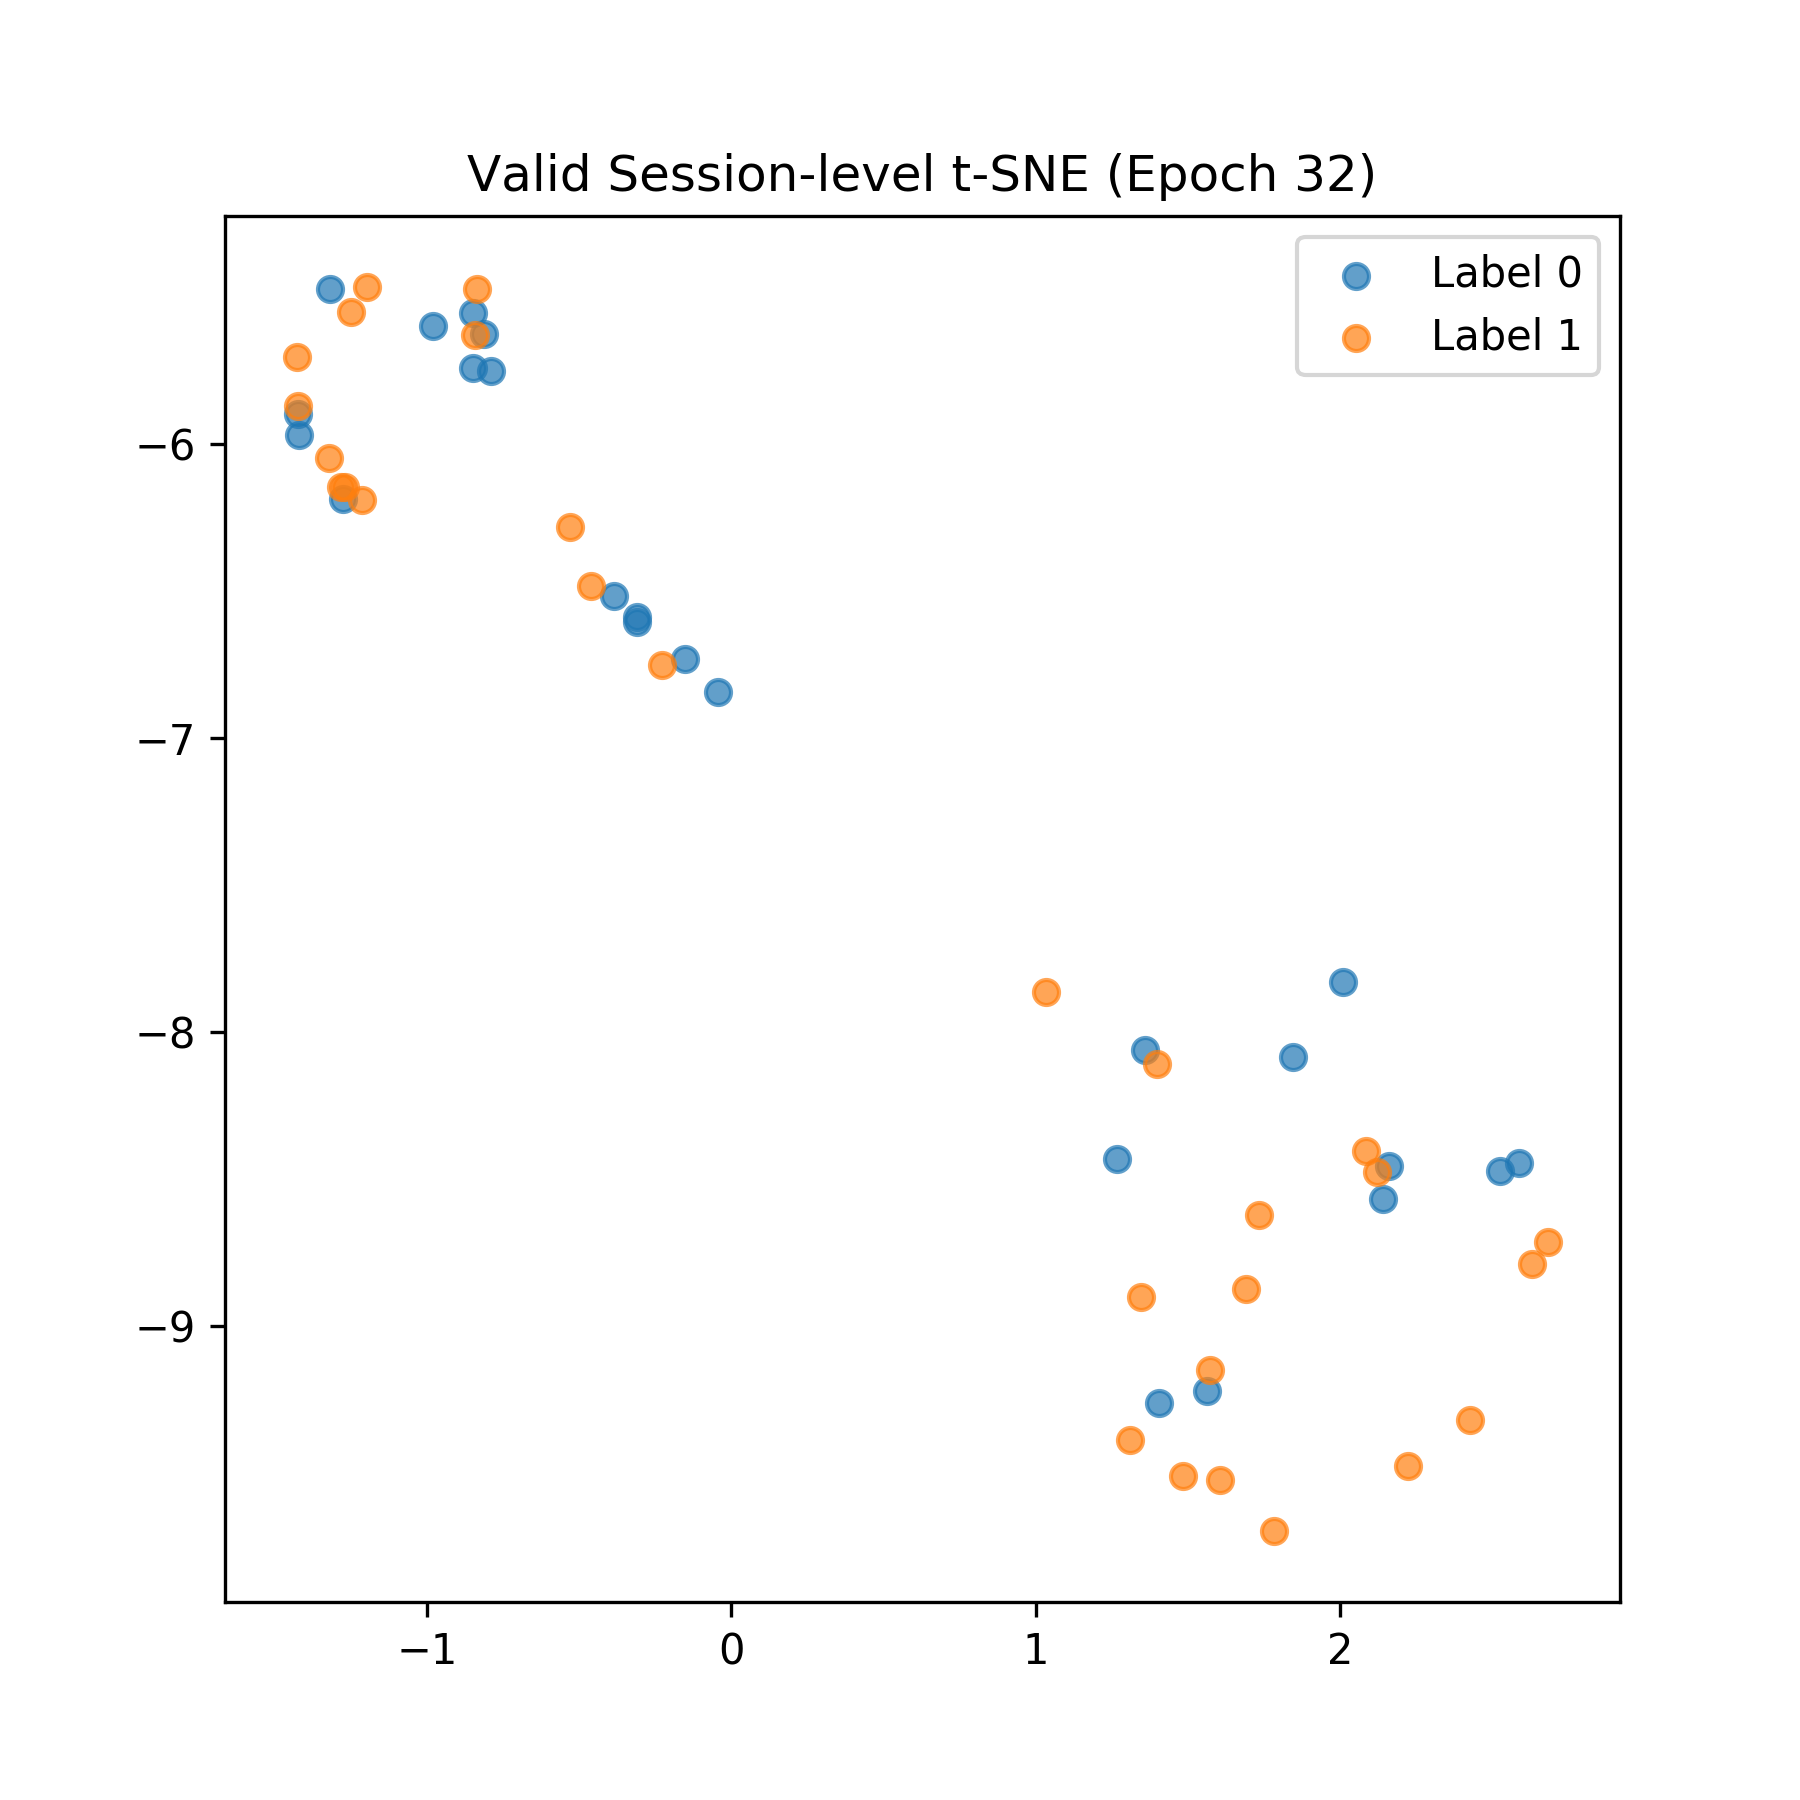 Valid Session-level t-SNE (Epoch 32)
Label 0
Label 1
−6
−7
−8
−9
−1
0
1
2